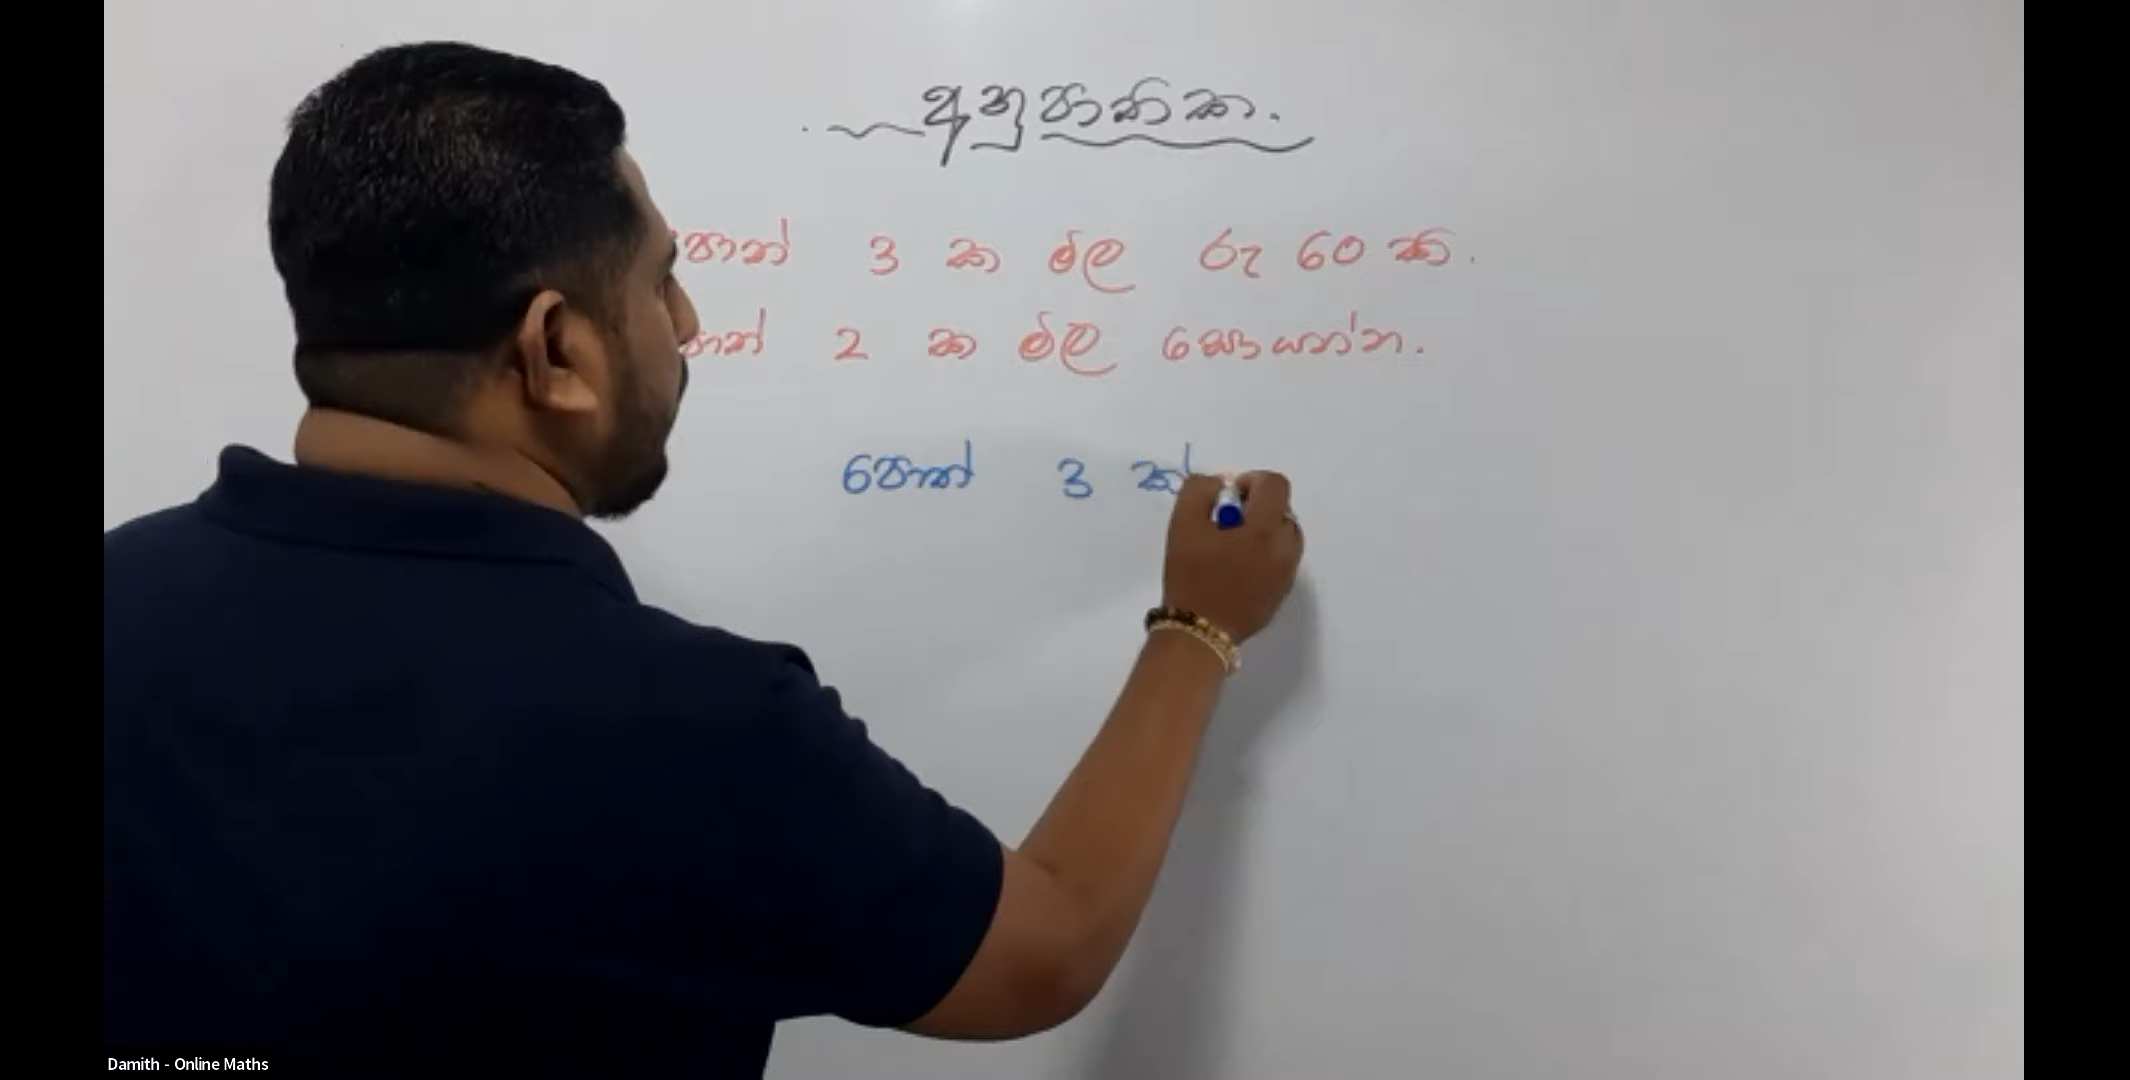 අනුපාතික.
පොත් 3 ක මිල රු 60 කි.
පොත් 2 ක මිල සොයන්න.
පොත් 3 ක්
Damith - Online Maths